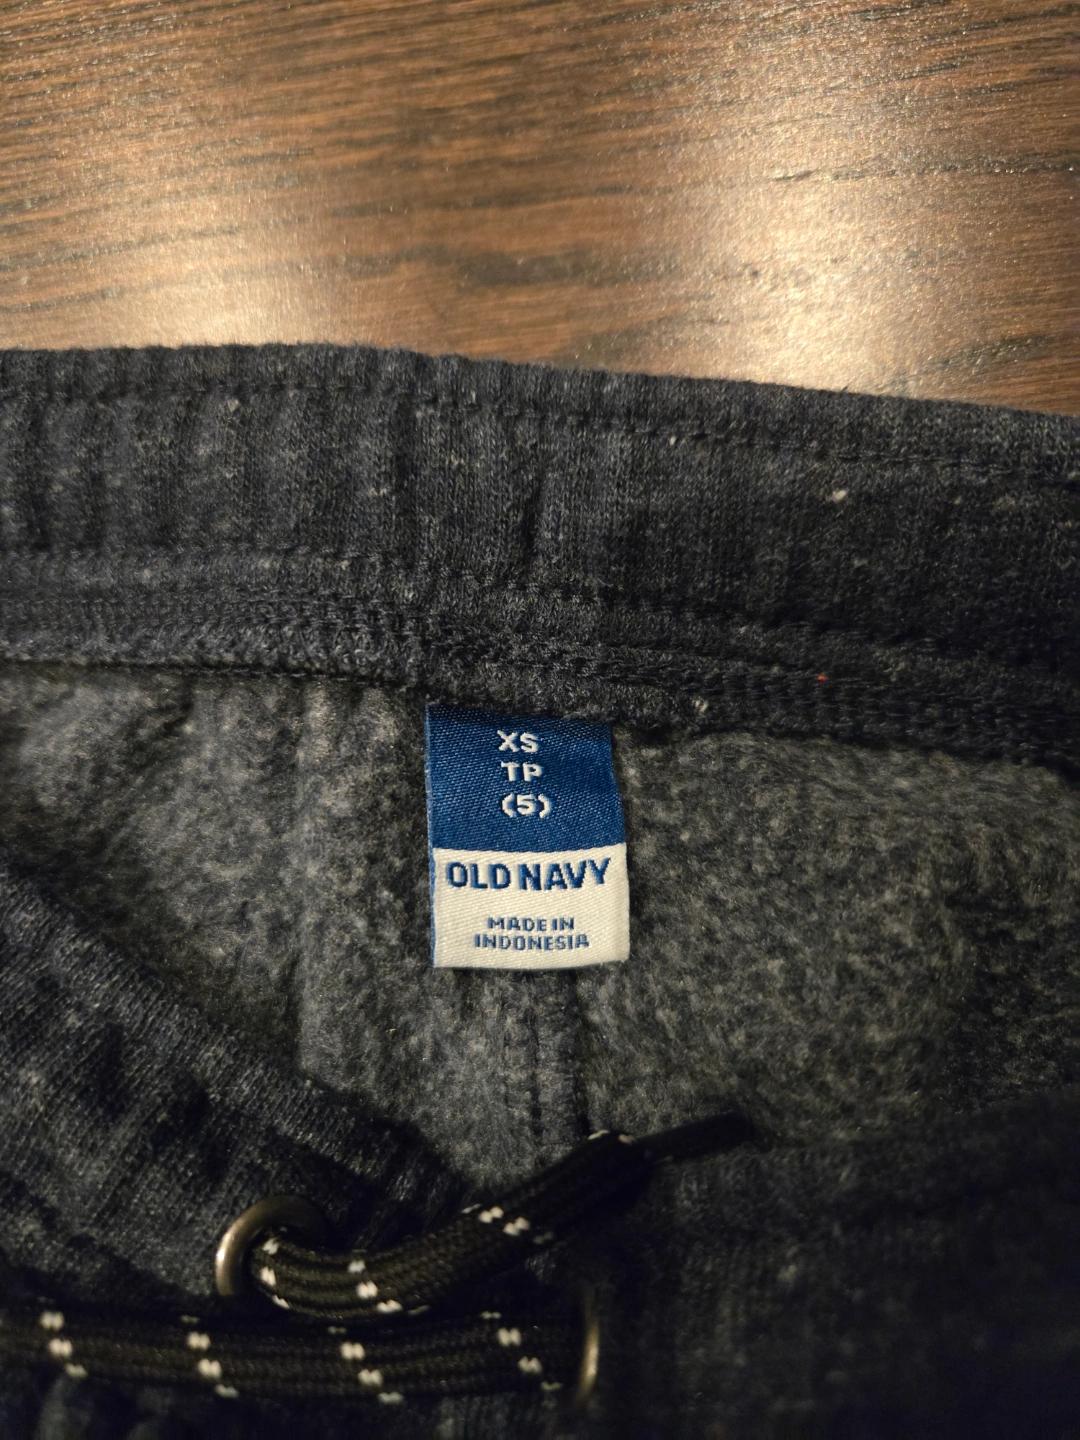 XS
TP
(5)
OLD NAVY
MADE IN
INDONESIA